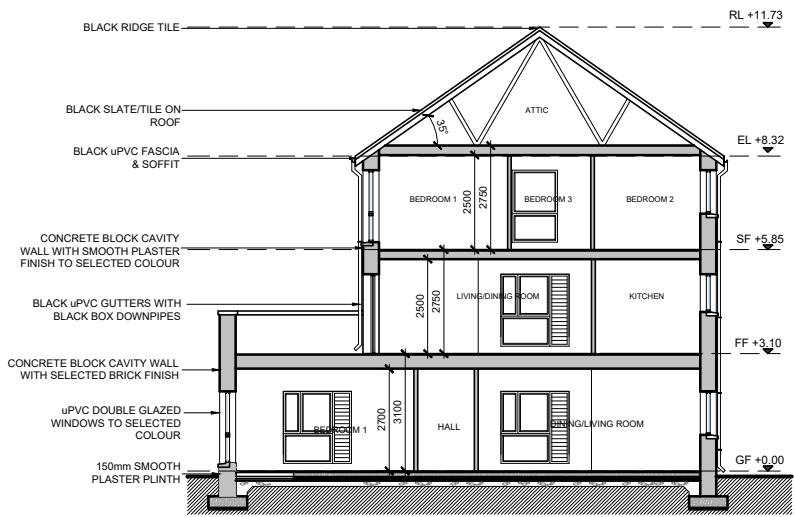 RL +11.73
BLACK RIDGE TILE
ATTIC
BLACK SLATE/TILE ON
ROOF
35°
EL +8.32
BLACK uPVC FASCIA
& SOFFIT
BEDROOM 1
2500
2750
BEDROOM 3
BEDROOM 2
SF +5.85
CONCRETE BLOCK CAVITY
WALL WITH SMOOTH PLASTER
FINISH TO SELECTED COLOUR
LIVING/DINING ROOM
KITCHEN
2500
2750
BLACK uPVC GUTTERS WITH
BLACK BOX DOWNPIPES
FF +3.10
CONCRETE BLOCK CAVITY WALL
WITH SELECTED BRICK FINISH
uPVC DOUBLE GLAZED
WINDOWS TO SELECTED
COLOUR
BEDROOM 1
2700
3100
HALL
DINING/LIVING ROOM
GF +0.00
150mm SMOOTH
PLASTER PLINTH